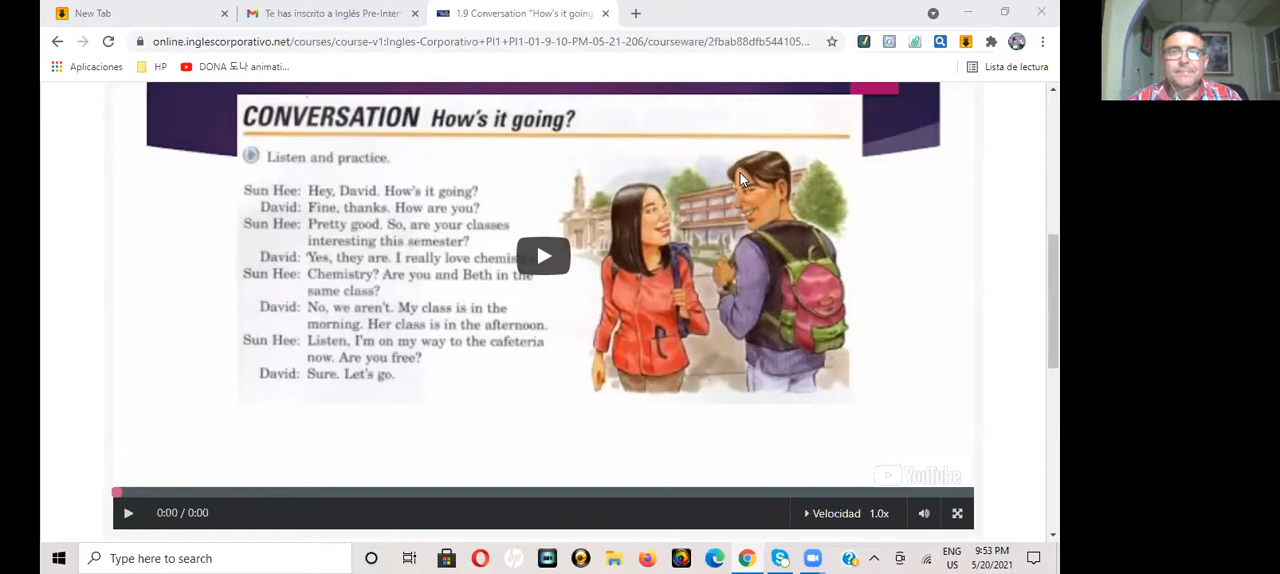 New Tab
Te has inscrito a Inglés Pre-Inter
1.9 Conversation "How's it going
online.inglescorporativo.net/courses/course-v1:Ingles-Corporativo+PI1+PI1-01-9-10-PM-05-21-206/courseware/2fbab88dfb544105...
Aplicaciones
HP
DONA 도나 animati...
Lista de lectura
CONVERSATION How's it going?
Listen and practice.
Sun Hee: Hey, David. How's it going?
David: Fine, thanks. How are you?
Sun Hee: Pretty good. So, are your classes
interesting this semester?
David: Yes, they are. I really love
Sun Hee: Chemistry? Are you and Beth in the
same class?
David: No, we aren't. My class is in the
morning. Her class is in the afternoon.
Sun Hee: Listen, I'm on my way to the cafeteria
now. Are you free?
David: Sure. Let's go.
YouTube
0:00 / 0:00
Velocidad 1.0x
Type here to search
ENG
US
9:53 PM
5/20/2021